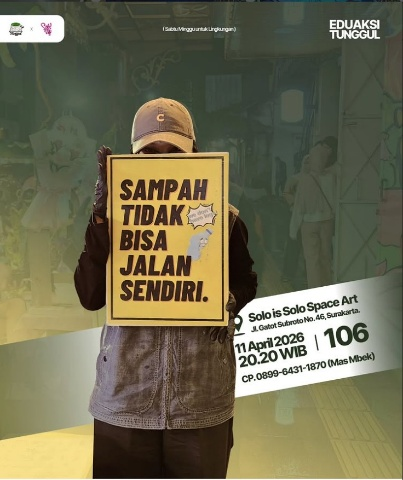 ( Sabtu Minggu untuk Lingkungan )
EDUAKSI
TUNGGUL
SAMPAH
TIDAK
BISA
JALAN
SENDIRI.
Solo is Solo Space Art
Jl. Gatot Subroto No. 46, Surakarta.
11 April 2026
20.20 WIB | 106
CP. 0899-6431-1870 (Mas Mbek)